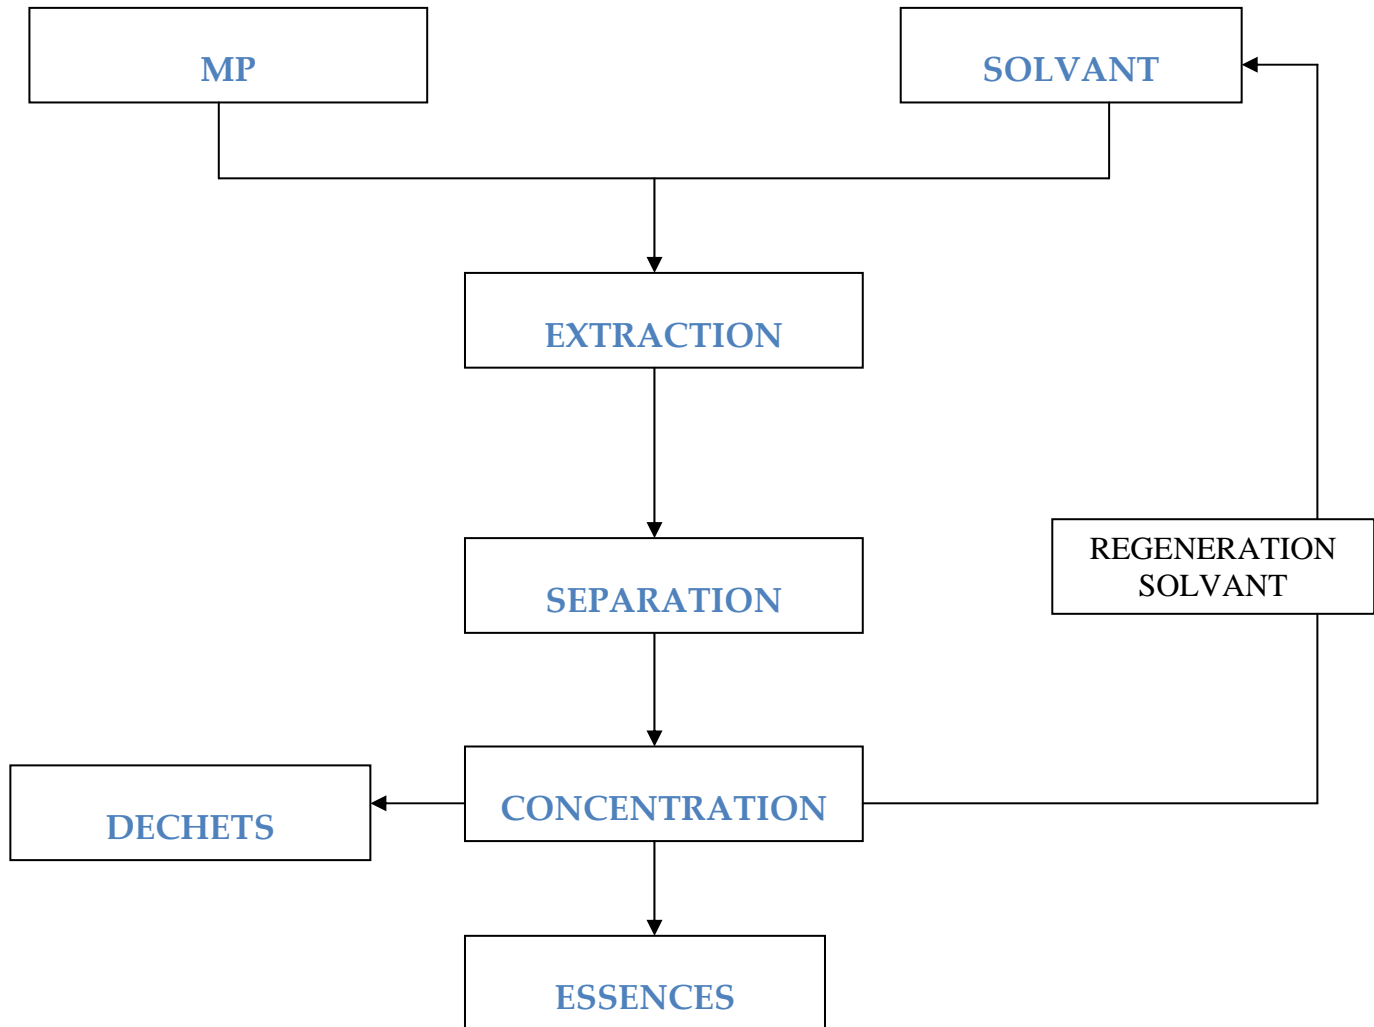 MP
SOLVANT
EXTRACTION
SEPARATION
REGENERATION
SOLVANT
CONCENTRATION
DECHETS
ESSENCES